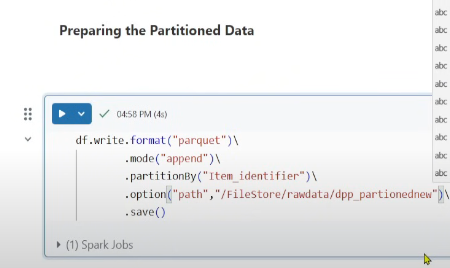 abc
abc
Preparing the Partitioned Data
abc
abc
abc
abc
04:58 PM (4s)
abc
df.write.format("parquet")\
abc
.mode("append")\
abc
.partitionBy("Item_identifier")\
abc
.option("path","/FileStore/rawdata/dpp_partionednew")\
.save()
(1) Spark Jobs